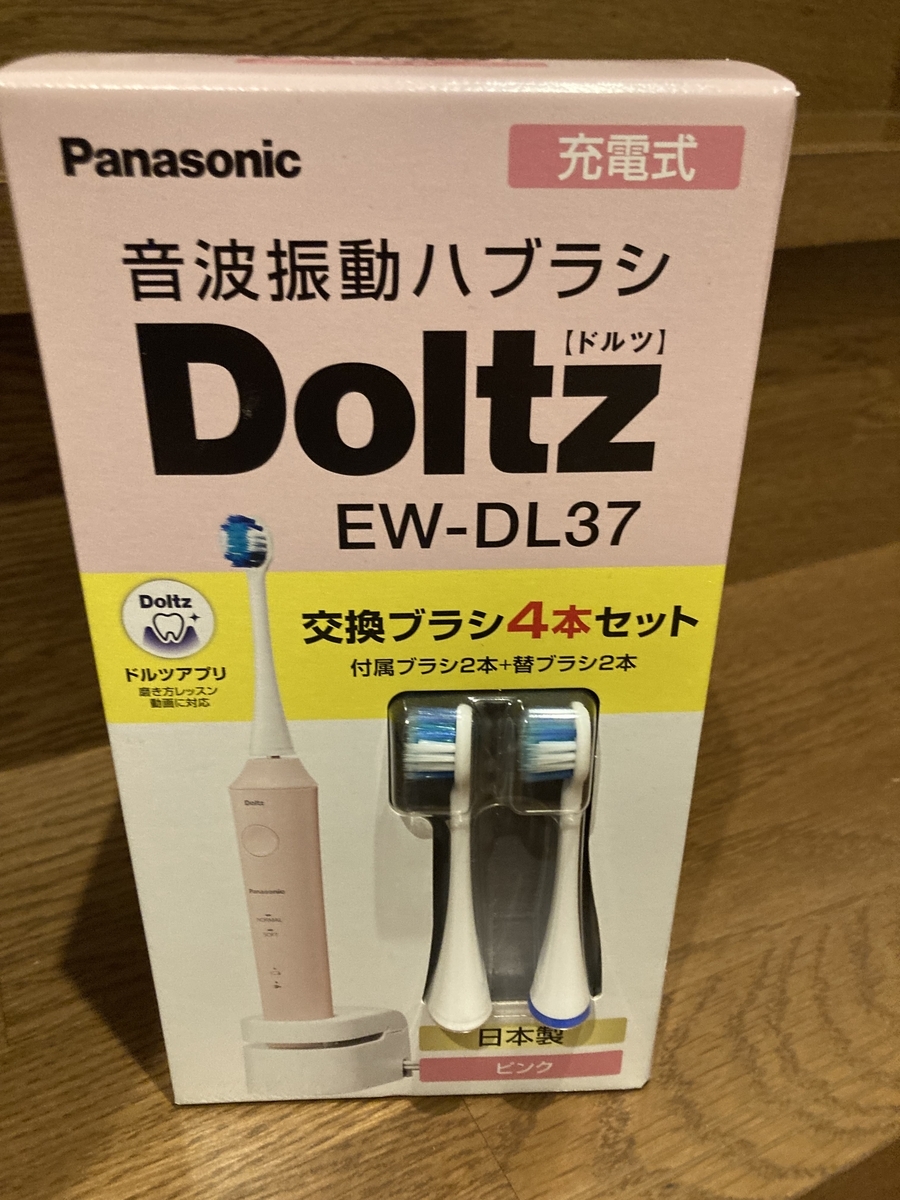 Panasonic
充電式
音波振動ハブラシ
Doltz
【ドルツ】
EW-DL37
Doltz
ドルツアプリ
磨き方レッスン
動画に対応
交換ブラシ4本セット
付属ブラシ2本+替ブラシ2本
Doltz
Panasonic
NORMAL
SOFT
日本製
ピンク